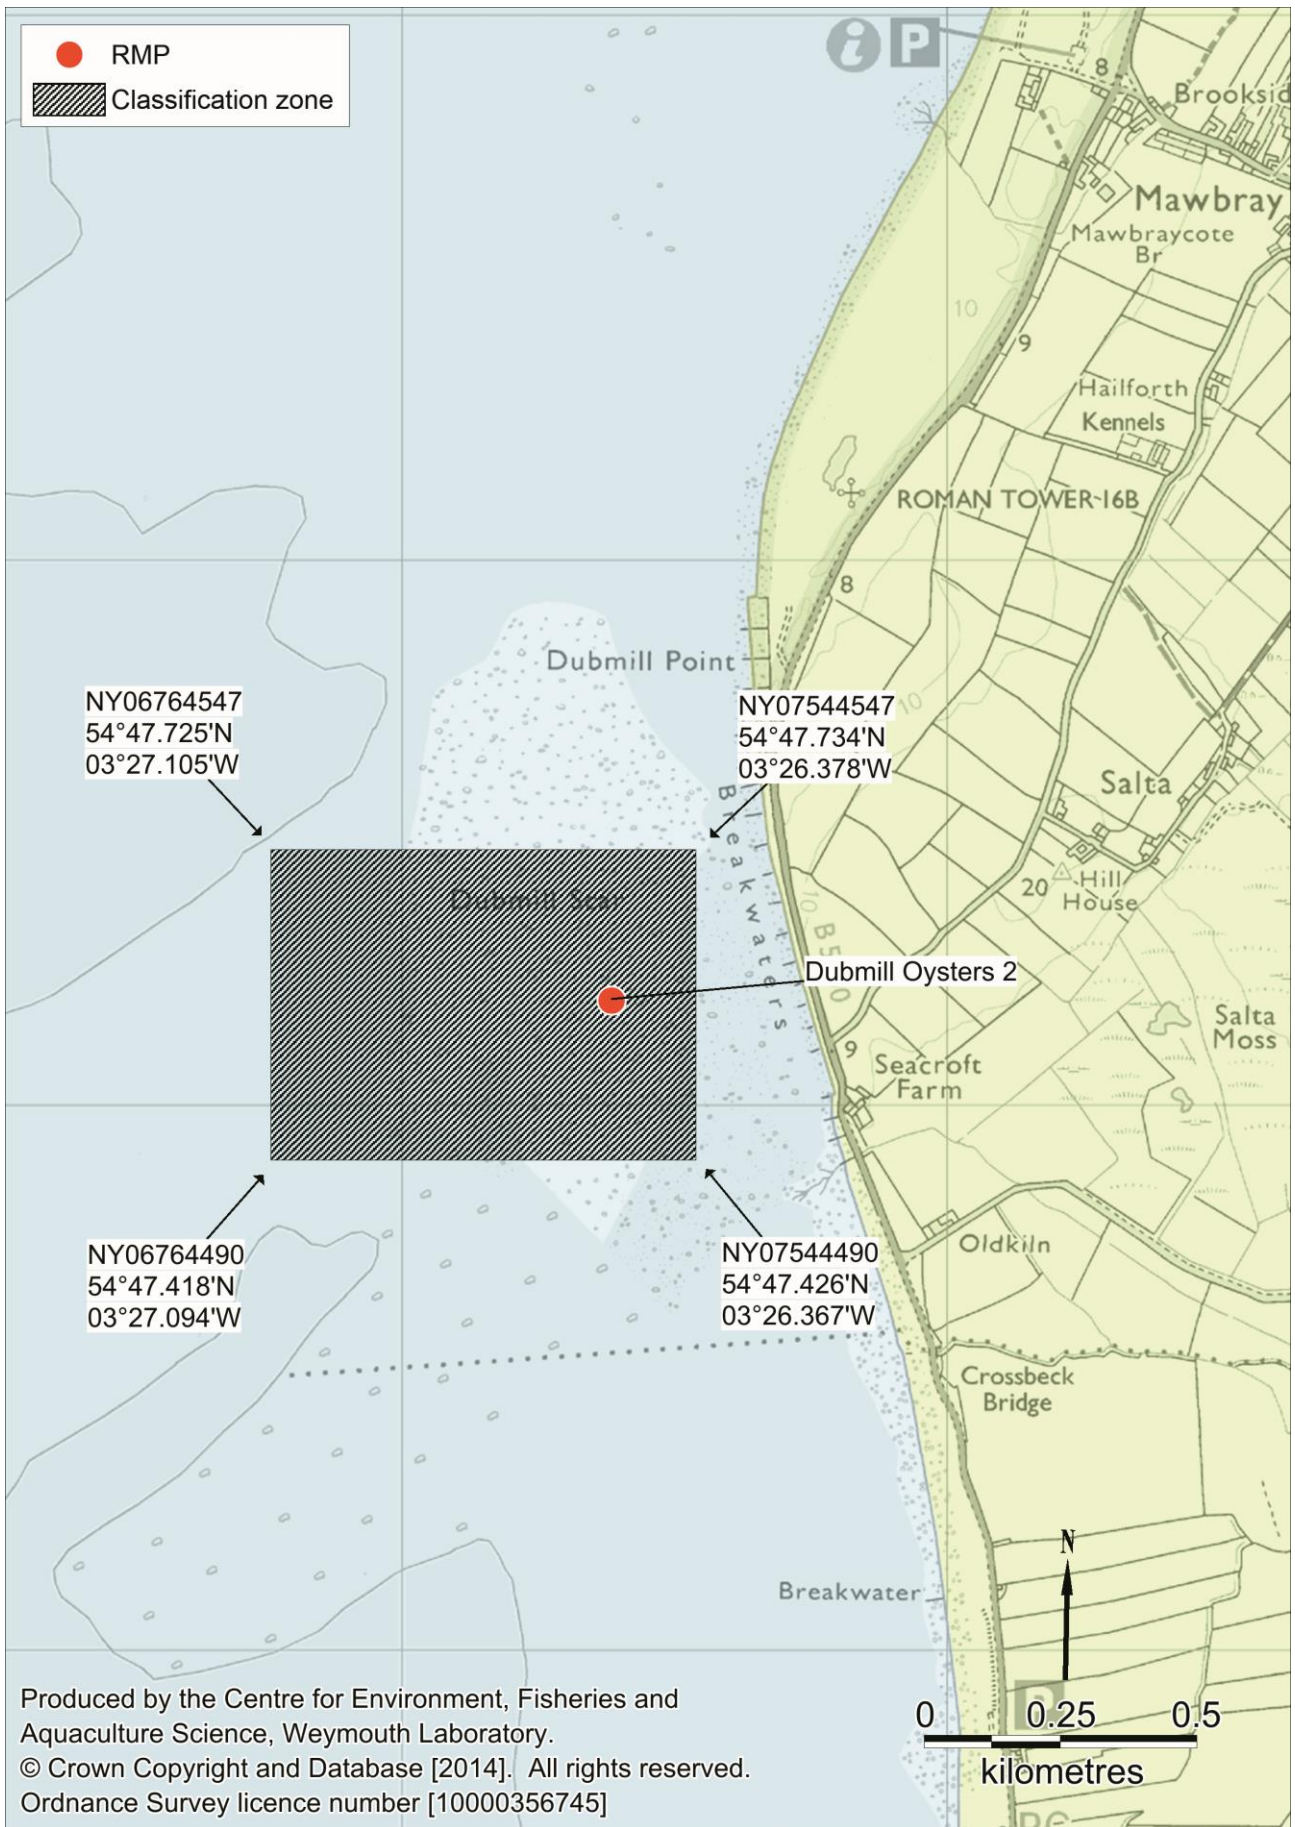 RMP
Classification zone
i P
8
Brooksid
Mawbray
Mawbraycote
Br
10
9
Hailforth
Kennels
ROMAN TOWER-16B
8
Dubmill Point
NY06764547
54°47.725'N
03°27.105'W
NY07544547
54°47.734'N
03°26.378'W
10
Breakwaters
Salta
Dubmill Scar
20
Hill
House
10
Dubmill Oysters 2
9
Salta
Moss
Seacroft
Farm
NY06764490
54°47.418'N
03°27.094'W
NY07544490
54°47.426'N
03°26.367'W
Oldkiln
Crossbeck
Bridge
N
Breakwater
P
Produced by the Centre for Environment, Fisheries and
Aquaculture Science, Weymouth Laboratory.
© Crown Copyright and Database [2014]. All rights reserved.
Ordnance Survey licence number [10000356745]
0 0.25 0.5
kilometres